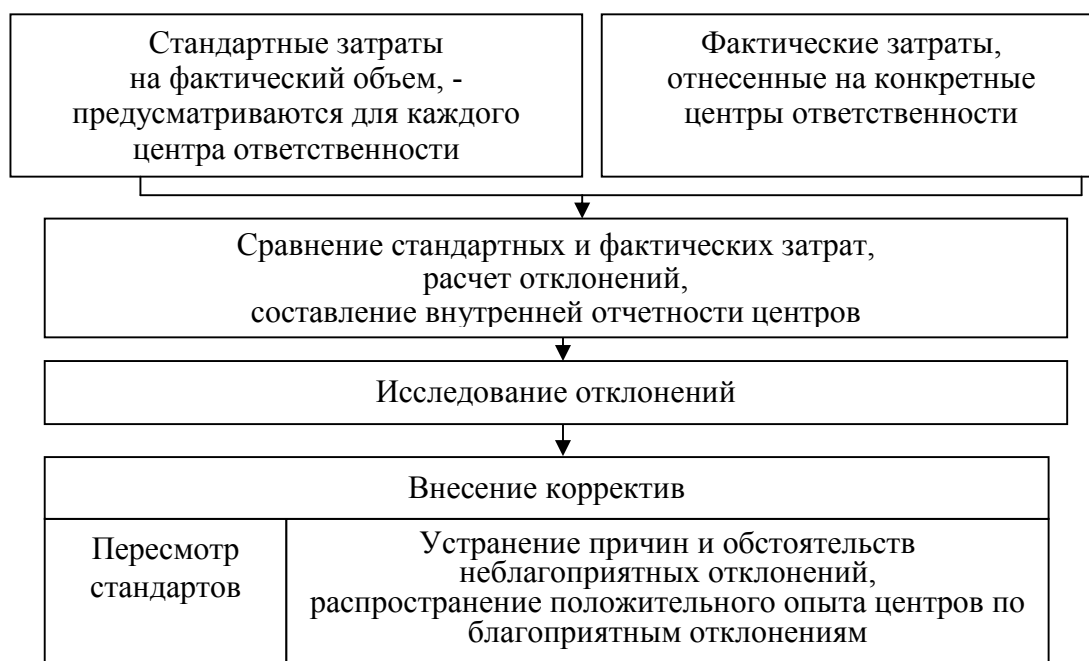 Стандартные затраты
на фактический объем, -
предусматриваются для каждого
центра ответственности
Фактические затраты,
отнесенные на конкретные
центры ответственности
Сравнение стандартных и фактических затрат,
расчет отклонений,
составление внутренней отчетности центров
Исследование отклонений
Внесение корректив
Пересмотр
стандартов
Устранение причин и обстоятельств
неблагоприятных отклонений,
распространение положительного опыта центров по
благоприятным отклонениям